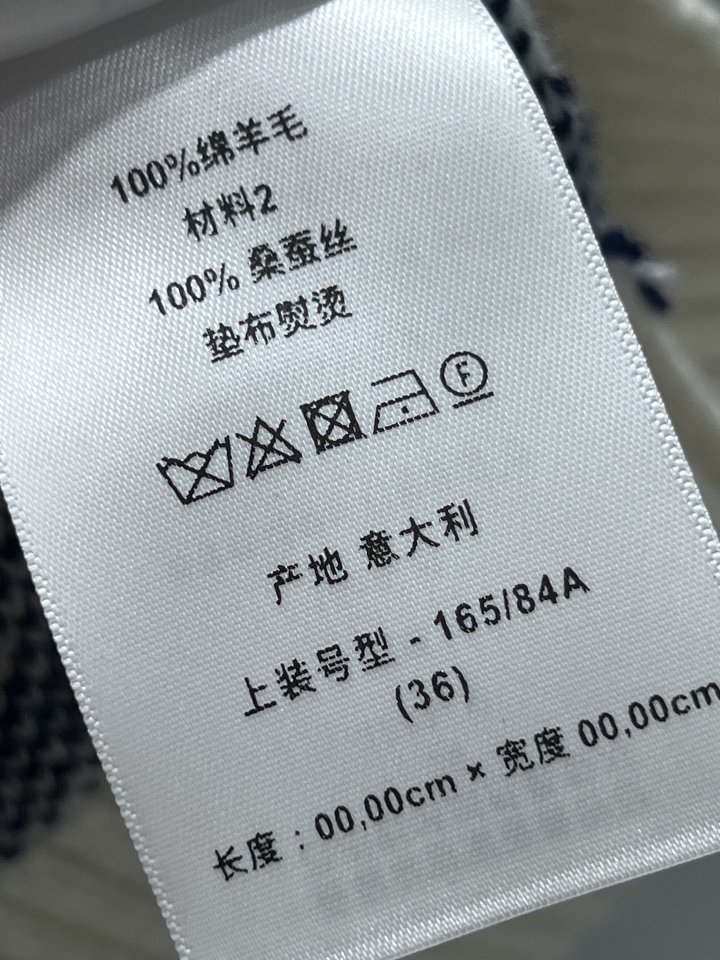 100%绵羊毛
材料2
100% 桑蚕丝
垫布熨烫
F
产地 意大利
上装号型 - 165/84A
(36)
长度：00,00cm × 宽度 00,00cm